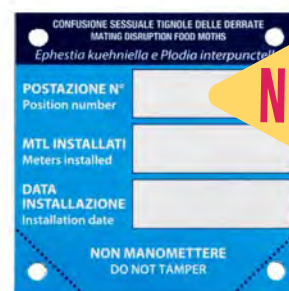 CONFUSIONE SESSUALE TIGNOLE DELLE DERRATE
MATING DISRUPTION FOOD MOTHS
Ephestia kuehniella e Plodia interpunctell
POSTAZIONE N°
Position number
N
MTL INSTALLATI
Meters installed
DATA
INSTALLAZIONE
Installation date
NON MANOMETTERE
DO NOT TAMPER